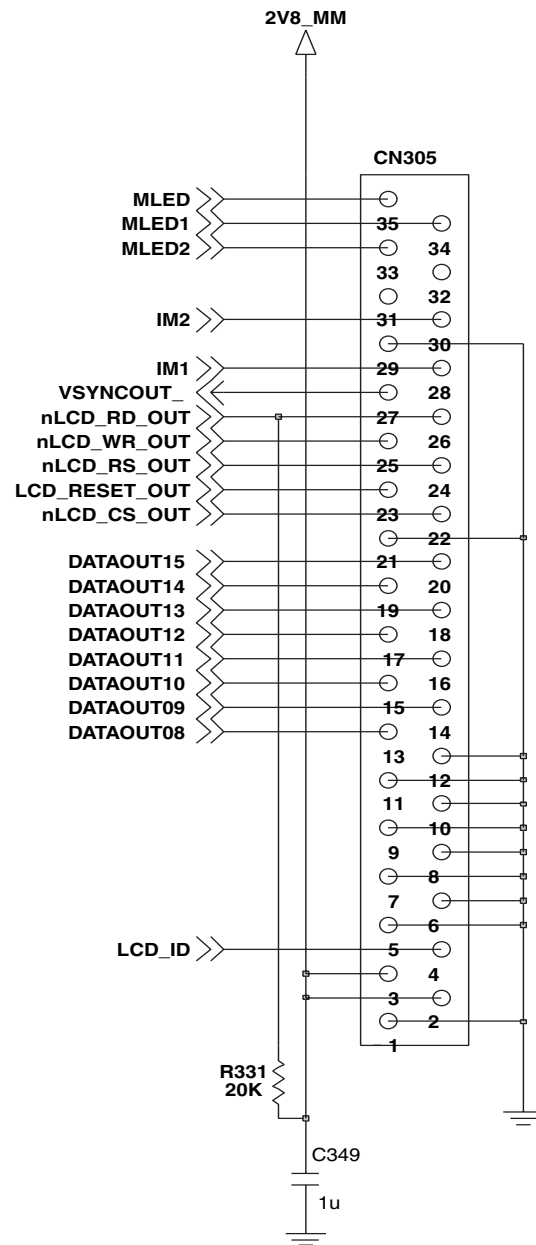 2V8_MM
CN305
MLED
35
MLED1
34
MLED2
33
32
31
IM2
30
29
IM1
28
VSYNCOUT_
27
nLCD_RD_OUT
26
nLCD_WR_OUT
25
nLCD_RS_OUT
24
LCD_RESET_OUT
23
nLCD_CS_OUT
22
21
DATAOUT15
20
DATAOUT14
19
DATAOUT13
18
DATAOUT12
17
DATAOUT11
16
DATAOUT10
15
DATAOUT09
14
DATAOUT08
13
12
11
10
9
8
7
6
5
LCD_ID
4
3
2
1
R331
20K
C349
1u